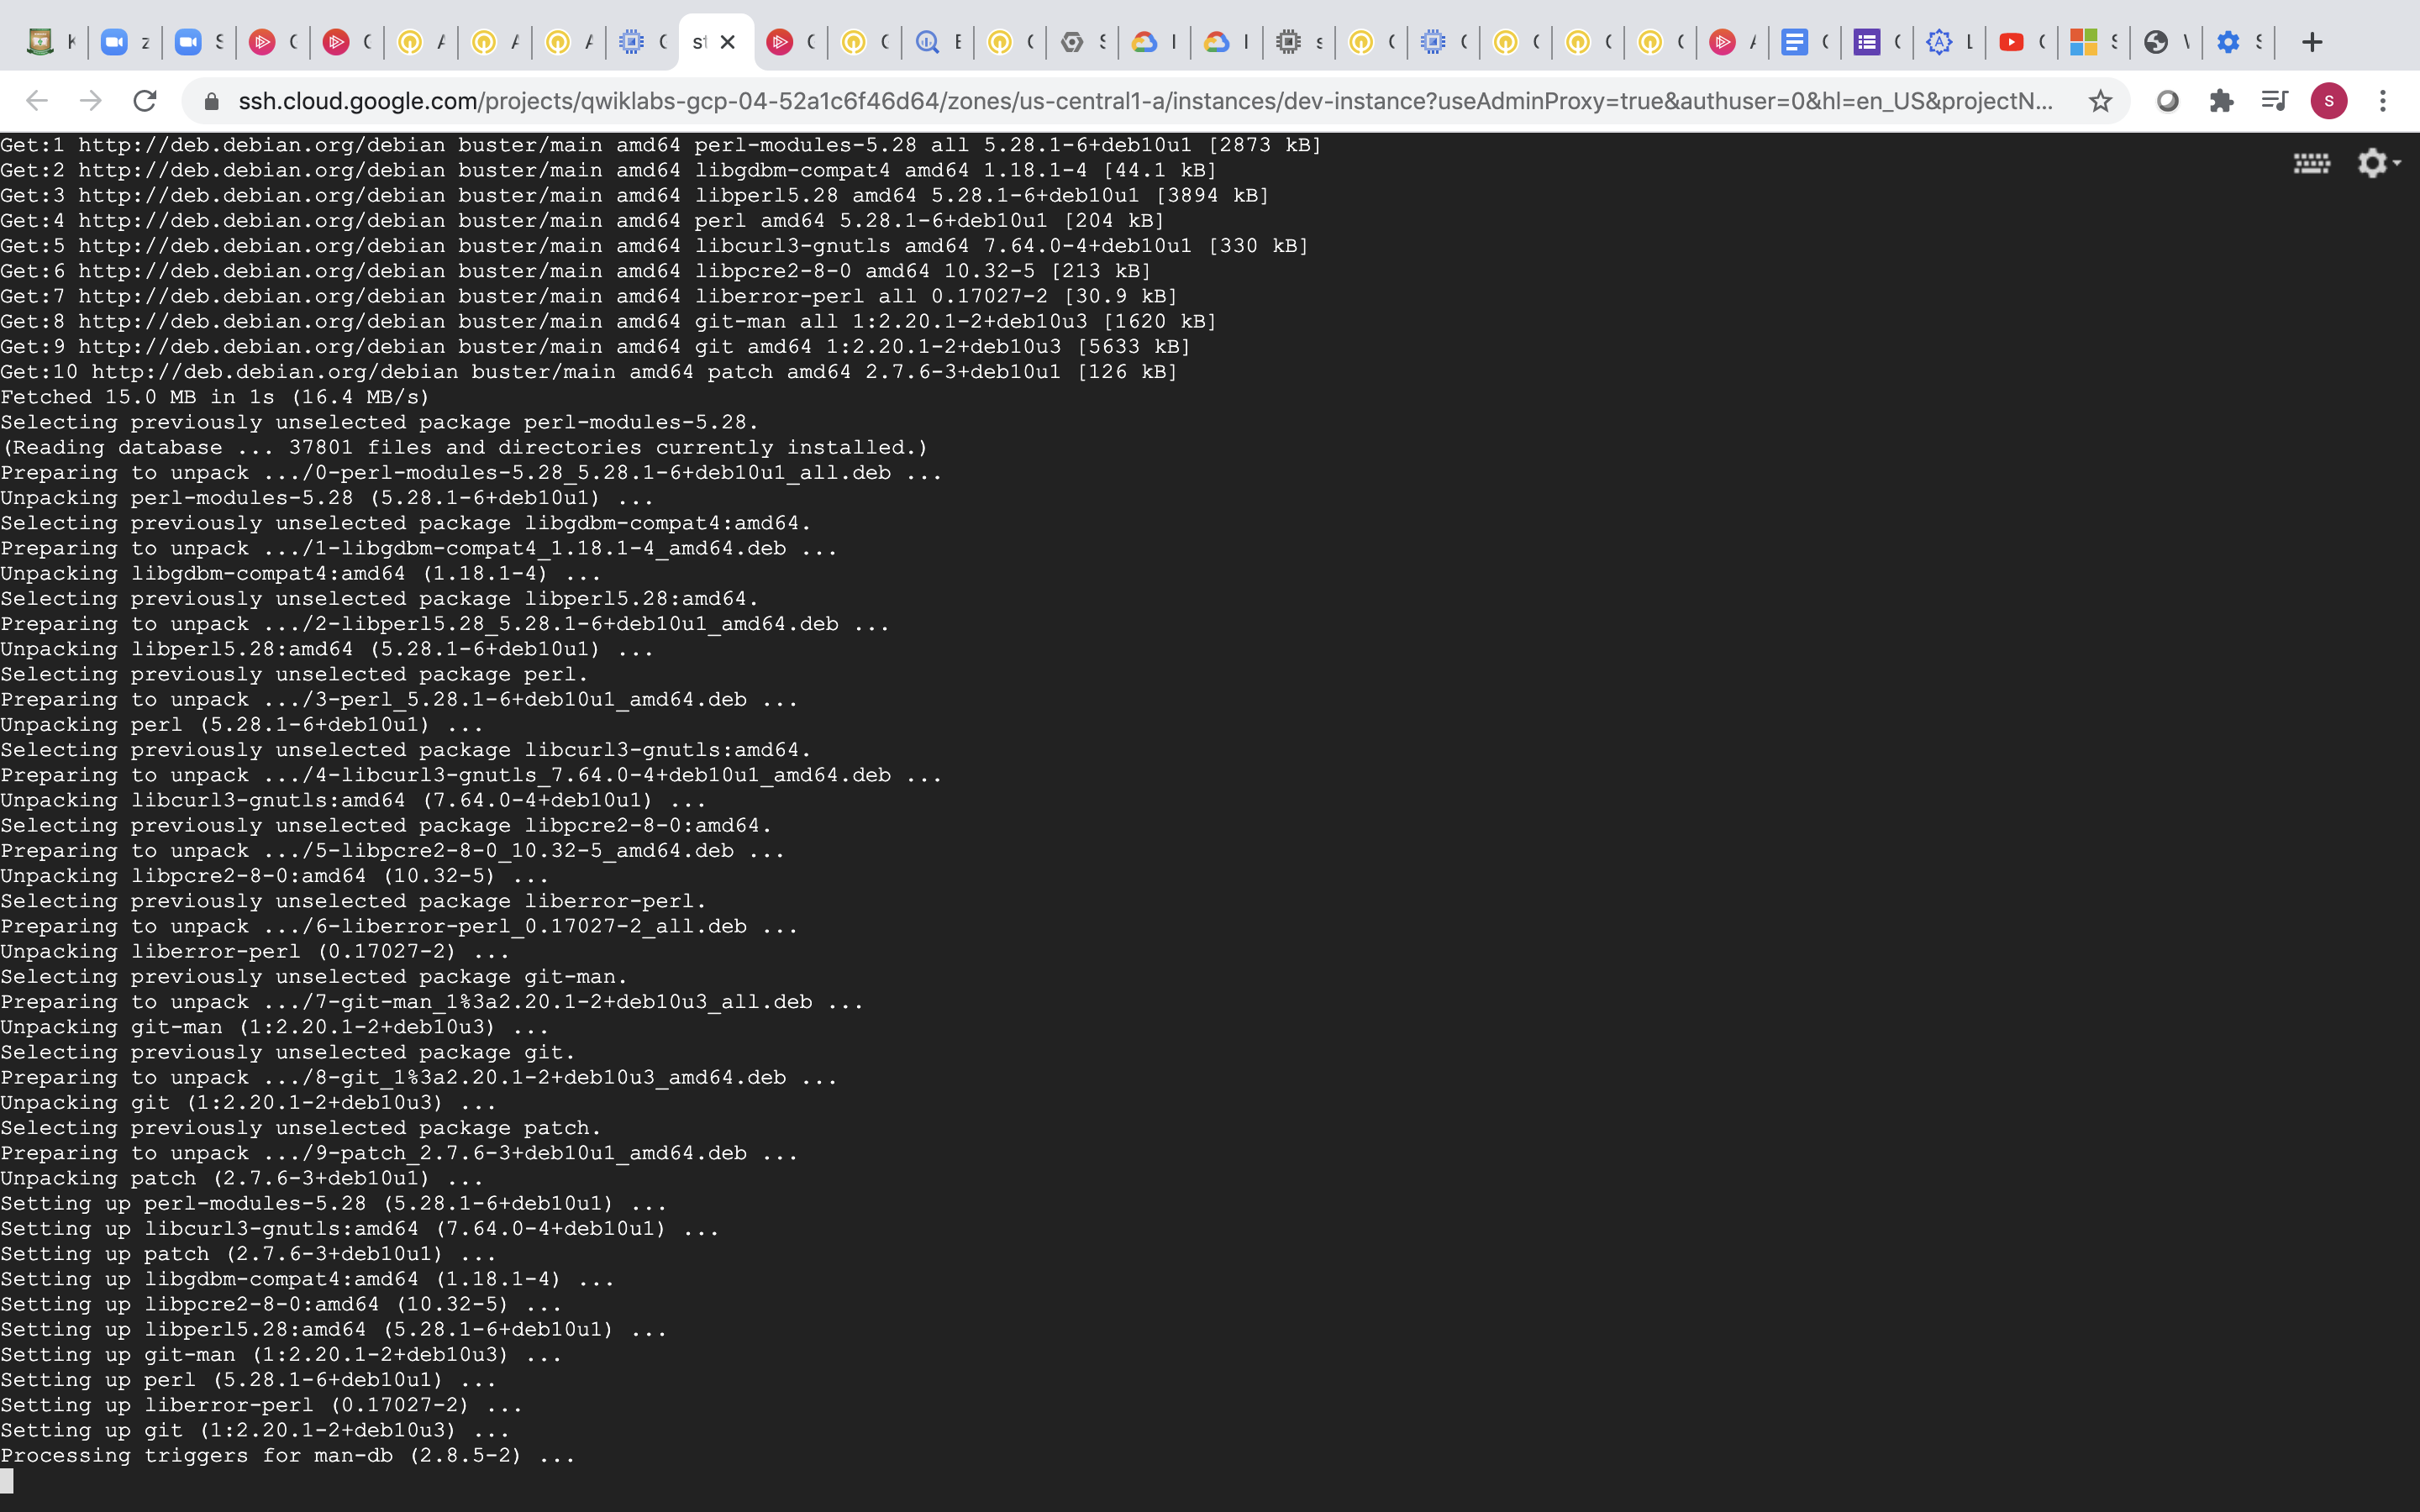 ssh.cloud.google.com/projects/qwiklabs-gcp-04-52a1c6f46d64/zones/us-central1-a/instances/dev-instance?useAdminProxy=true&authuser=0&hl=en_US&projectN...
Get:1 http://deb.debian.org/debian buster/main amd64 perl-modules-5.28 all 5.28.1-6+deb10u1 [2873 kB]
Get:2 http://deb.debian.org/debian buster/main amd64 libgdbm-compat4 amd64 1.18.1-4 [44.1 kB]
Get:3 http://deb.debian.org/debian buster/main amd64 libperl5.28 amd64 5.28.1-6+deb10u1 [3894 kB]
Get:4 http://deb.debian.org/debian buster/main amd64 perl amd64 5.28.1-6+deb10u1 [204 kB]
Get:5 http://deb.debian.org/debian buster/main amd64 libcurl3-gnutls amd64 7.64.0-4+deb10u1 [330 kB]
Get:6 http://deb.debian.org/debian buster/main amd64 libpcre2-8-0 amd64 10.32-5 [213 kB]
Get:7 http://deb.debian.org/debian buster/main amd64 liberror-perl all 0.17027-2 [30.9 kB]
Get:8 http://deb.debian.org/debian buster/main amd64 git-man all 1:2.20.1-2+deb10u3 [1620 kB]
Get:9 http://deb.debian.org/debian buster/main amd64 git amd64 1:2.20.1-2+deb10u3 [5633 kB]
Get:10 http://deb.debian.org/debian buster/main amd64 patch amd64 2.7.6-3+deb10u1 [126 kB]
Fetched 15.0 MB in 1s (16.4 MB/s)
Selecting previously unselected package perl-modules-5.28.
(Reading database ... 37801 files and directories currently installed.)
Preparing to unpack .../0-perl-modules-5.28_5.28.1-6+deb10u1_all.deb ...
Unpacking perl-modules-5.28 (5.28.1-6+deb10u1) ...
Selecting previously unselected package libgdbm-compat4:amd64.
Preparing to unpack .../1-libgdbm-compat4_1.18.1-4_amd64.deb ...
Unpacking libgdbm-compat4:amd64 (1.18.1-4) ...
Selecting previously unselected package libperl5.28:amd64.
Preparing to unpack .../2-libperl5.28_5.28.1-6+deb10u1_amd64.deb ...
Unpacking libperl5.28:amd64 (5.28.1-6+deb10u1) ...
Selecting previously unselected package perl.
Preparing to unpack .../3-perl_5.28.1-6+deb10u1_amd64.deb ...
Unpacking perl (5.28.1-6+deb10u1) ...
Selecting previously unselected package libcurl3-gnutls:amd64.
Preparing to unpack .../4-libcurl3-gnutls_7.64.0-4+deb10u1_amd64.deb ...
Unpacking libcurl3-gnutls:amd64 (7.64.0-4+deb10u1) ...
Selecting previously unselected package libpcre2-8-0:amd64.
Preparing to unpack .../5-libpcre2-8-0_10.32-5_amd64.deb ...
Unpacking libpcre2-8-0:amd64 (10.32-5) ...
Selecting previously unselected package liberror-perl.
Preparing to unpack .../6-liberror-perl_0.17027-2_all.deb ...
Unpacking liberror-perl (0.17027-2) ...
Selecting previously unselected package git-man.
Preparing to unpack .../7-git-man_1%3a2.20.1-2+deb10u3_all.deb ...
Unpacking git-man (1:2.20.1-2+deb10u3) ...
Selecting previously unselected package git.
Preparing to unpack .../8-git_1%3a2.20.1-2+deb10u3_amd64.deb ...
Unpacking git (1:2.20.1-2+deb10u3) ...
Selecting previously unselected package patch.
Preparing to unpack .../9-patch_2.7.6-3+deb10u1_amd64.deb ...
Unpacking patch (2.7.6-3+deb10u1) ...
Setting up perl-modules-5.28 (5.28.1-6+deb10u1) ...
Setting up libcurl3-gnutls:amd64 (7.64.0-4+deb10u1) ...
Setting up patch (2.7.6-3+deb10u1) ...
Setting up libgdbm-compat4:amd64 (1.18.1-4) ...
Setting up libpcre2-8-0:amd64 (10.32-5) ...
Setting up libperl5.28:amd64 (5.28.1-6+deb10u1) ...
Setting up git-man (1:2.20.1-2+deb10u3) ...
Setting up perl (5.28.1-6+deb10u1) ...
Setting up liberror-perl (0.17027-2) ...
Setting up git (1:2.20.1-2+deb10u3) ...
Processing triggers for man-db (2.8.5-2) ...